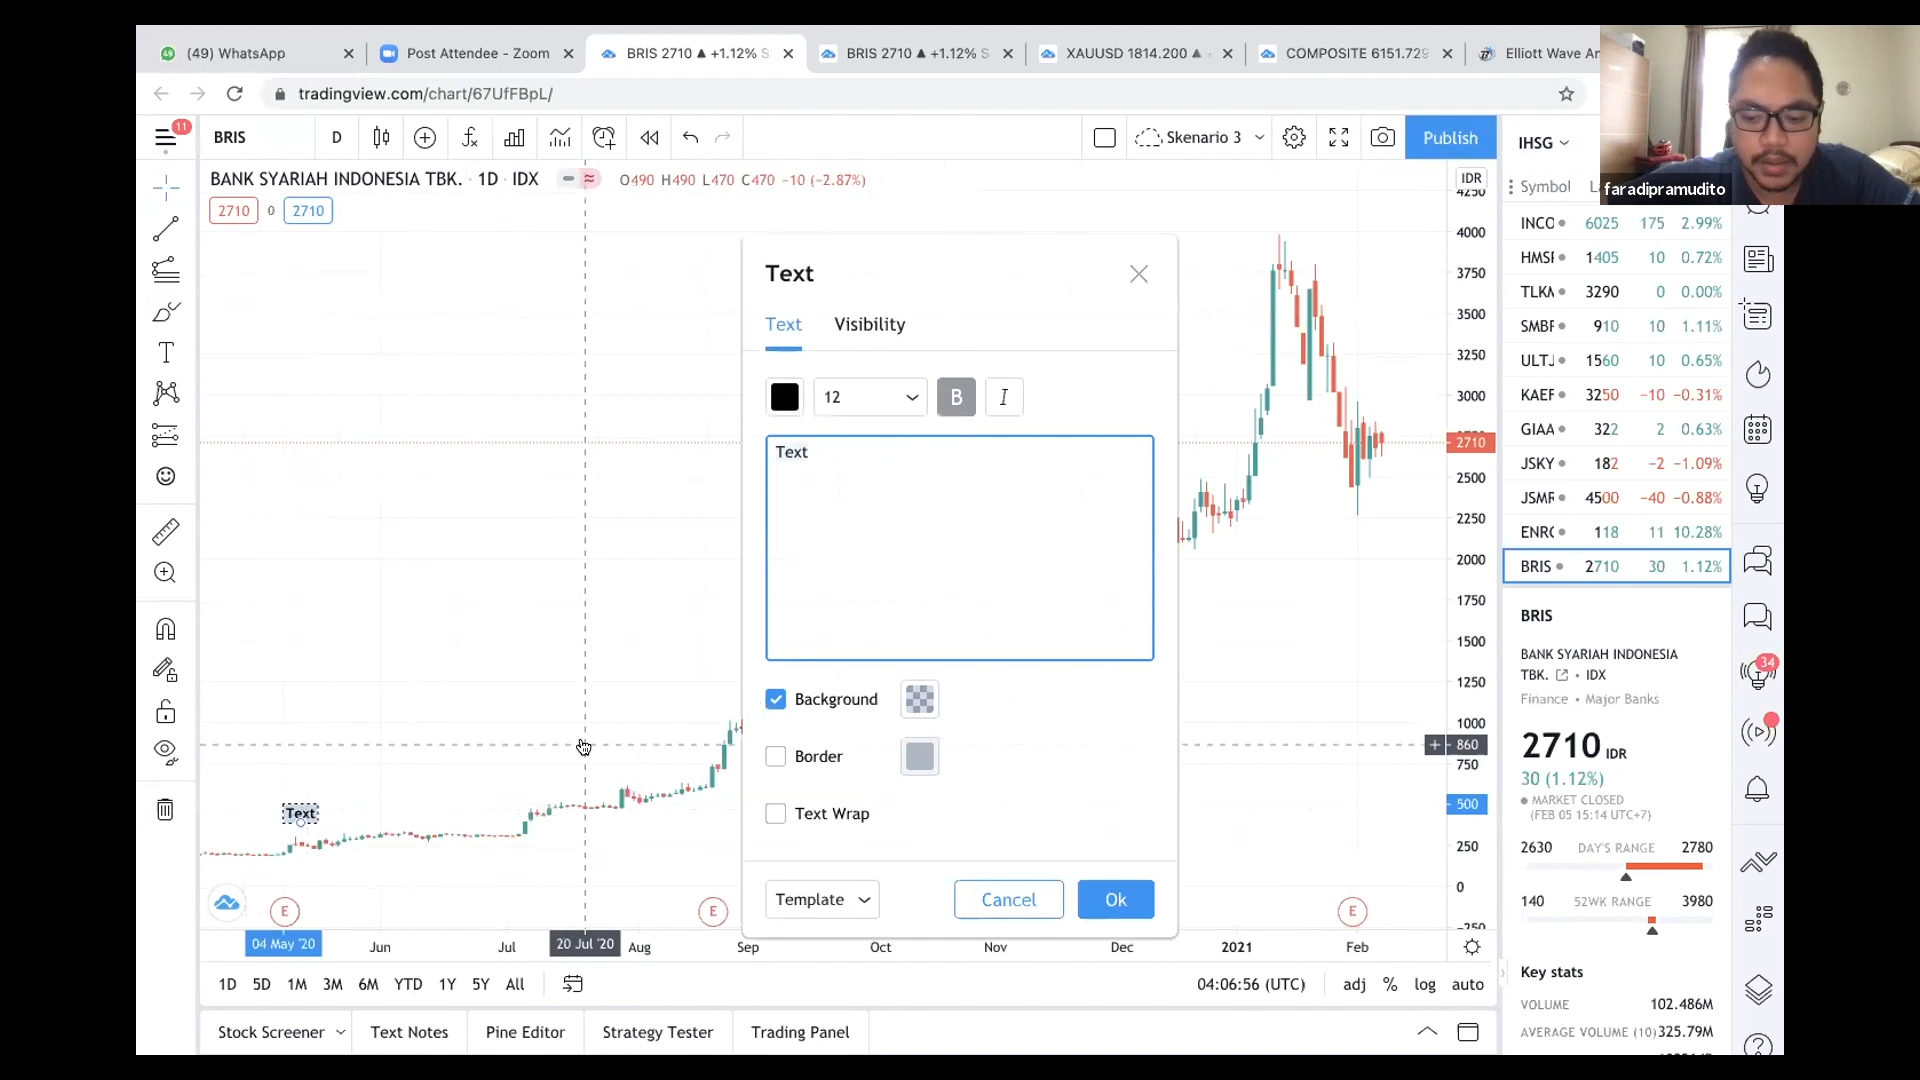 (49) WhatsApp
Post Attendee - Zoom
BRIS 2710 ▲ +1.12% S
BRIS 2710 ▲ +1.12% S
XAUUSD 1814.200 ▲
COMPOSITE 6151.729
Elliott Wave An
tradingview.com/chart/67UfFBpL/
11
BRIS
D
Skenario 3
Publish
IHSG
faradipramudito
BANK SYARIAH INDONESIA TBK. · 1D · IDX
O490 H490 L470 C470 −10 (−2.87%)
2710 0 2710
IDR
4250
4000
3750
3500
3250
3000
2710
2500
2250
2000
1750
1500
1250
1000
860
750
500
250
0
−250
Text
Text
Visibility
12
B
I
Text
Background
Border
Text Wrap
Template
Cancel
Ok
Text
E
E
E
04 May '20
Jun
Jul
20 Jul '20
Aug
Sep
Oct
Nov
Dec
2021
Feb
1D 5D 1M 3M 6M YTD 1Y 5Y All
04:06:56 (UTC)
adj % log auto
Stock Screener
Text Notes
Pine Editor
Strategy Tester
Trading Panel
Symbol
INCO 6025 175 2.99%
1405 10 0.72%
TLKM 3290 0 0.00%
910 10 1.11%
ULTJ 1560 10 0.65%
KAEF 3250 −10 −0.31%
GIAA 322 2 0.63%
JSKY 182 −2 −1.09%
JSMR 4500 −40 −0.88%
ENRG 118 11 10.28%
BRIS 2710 30 1.12%
BRIS
BANK SYARIAH INDONESIA
TBK. · IDX
Finance · Major Banks
2710 IDR
30 (1.12%)
MARKET CLOSED
(FEB 05 15:14 UTC+7)
2630 DAY'S RANGE 2780
140 52WK RANGE 3980
Key stats
VOLUME 102.486M
AVERAGE VOLUME (10) 325.79M
34